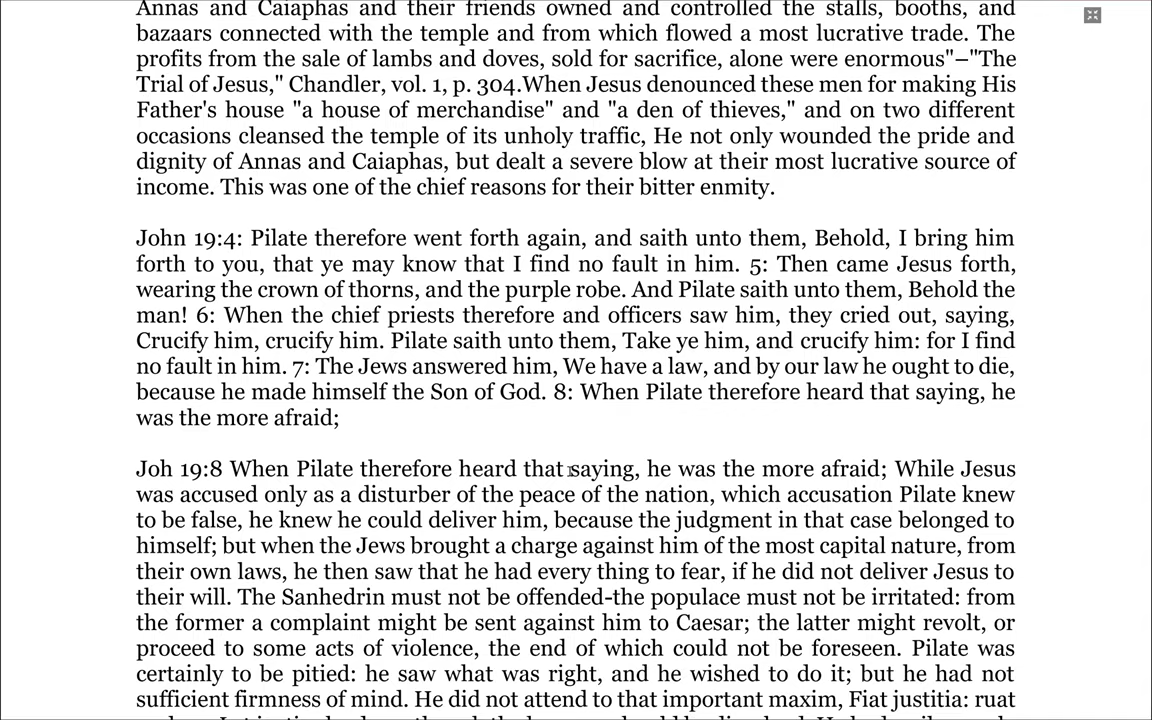 Annas and Caiaphas and their friends owned and controlled the stalls, booths, and
bazaars connected with the temple and from which flowed a most lucrative trade. The
profits from the sale of lambs and doves, sold for sacrifice, alone were enormous"–"The
Trial of Jesus," Chandler, vol. 1, p. 304.When Jesus denounced these men for making His
Father's house "a house of merchandise" and "a den of thieves," and on two different
occasions cleansed the temple of its unholy traffic, He not only wounded the pride and
dignity of Annas and Caiaphas, but dealt a severe blow at their most lucrative source of
income. This was one of the chief reasons for their bitter enmity.
John 19:4: Pilate therefore went forth again, and saith unto them, Behold, I bring him
forth to you, that ye may know that I find no fault in him. 5: Then came Jesus forth,
wearing the crown of thorns, and the purple robe. And Pilate saith unto them, Behold the
man! 6: When the chief priests therefore and officers saw him, they cried out, saying,
Crucify him, crucify him. Pilate saith unto them, Take ye him, and crucify him: for I find
no fault in him. 7: The Jews answered him, We have a law, and by our law he ought to die,
because he made himself the Son of God. 8: When Pilate therefore heard that saying, he
was the more afraid;
Joh 19:8 When Pilate therefore heard that saying, he was the more afraid; While Jesus
was accused only as a disturber of the peace of the nation, which accusation Pilate knew
to be false, he knew he could deliver him, because the judgment in that case belonged to
himself; but when the Jews brought a charge against him of the most capital nature, from
their own laws, he then saw that he had every thing to fear, if he did not deliver Jesus to
their will. The Sanhedrin must not be offended-the populace must not be irritated: from
the former a complaint might be sent against him to Caesar; the latter might revolt, or
proceed to some acts of violence, the end of which could not be foreseen. Pilate was
certainly to be pitied: he saw what was right, and he wished to do it; but he had not
sufficient firmness of mind. He did not attend to that important maxim, Fiat justitia: ruat